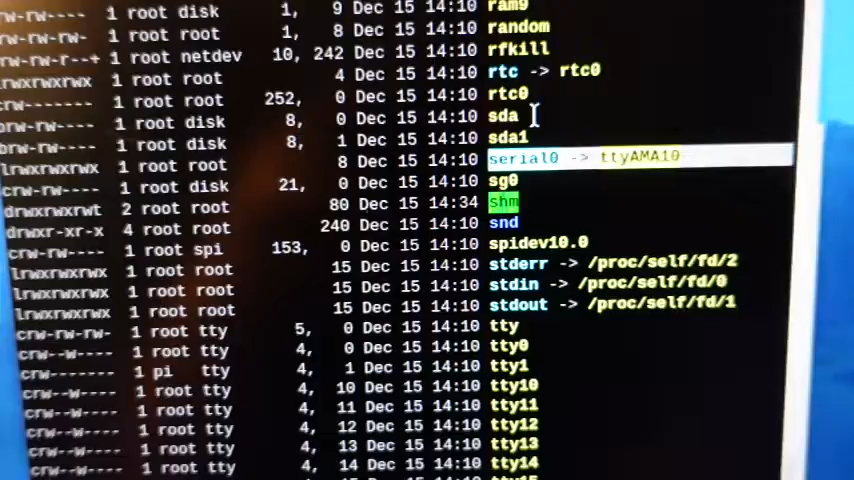 rw-rw---- 1 root disk 1, 9 Dec 15 14:10 ram9
rw-rw-rw- 1 root root 1, 8 Dec 15 14:10 random
rw-rw-r--+ 1 root netdev 10, 242 Dec 15 14:10 rfkill
lrwxrwxrwx 1 root root 4 Dec 15 14:10 rtc -> rtc0
crw------- 1 root root 252, 0 Dec 15 14:10 rtc0
brw-rw---- 1 root disk 8, 0 Dec 15 14:10 sda
brw-rw---- 1 root disk 8, 1 Dec 15 14:10 sda1
lrwxrwxrwx 1 root root 8 Dec 15 14:10 serial0 -> ttyAMA10
crw-rw---- 1 root disk 21, 0 Dec 15 14:10 sg0
drwxrwxrwt 2 root root 80 Dec 15 14:34 shm
drwxr-xr-x 4 root root 240 Dec 15 14:10 snd
crw-rw---- 1 root spi 153, 0 Dec 15 14:10 spidev10.0
lrwxrwxrwx 1 root root 15 Dec 15 14:10 stderr -> /proc/self/fd/2
lrwxrwxrwx 1 root root 15 Dec 15 14:10 stdin -> /proc/self/fd/0
lrwxrwxrwx 1 root root 15 Dec 15 14:10 stdout -> /proc/self/fd/1
crw-rw-rw- 1 root tty 5, 0 Dec 15 14:10 tty
crw--w---- 1 root tty 4, 0 Dec 15 14:10 tty0
crw------- 1 pi tty 4, 1 Dec 15 14:10 tty1
crw--w---- 1 root tty 4, 10 Dec 15 14:10 tty10
crw--w---- 1 root tty 4, 11 Dec 15 14:10 tty11
crw--w---- 1 root tty 4, 12 Dec 15 14:10 tty12
crw--w---- 1 root tty 4, 13 Dec 15 14:10 tty13
crw--w---- 1 root tty 4, 14 Dec 15 14:10 tty14